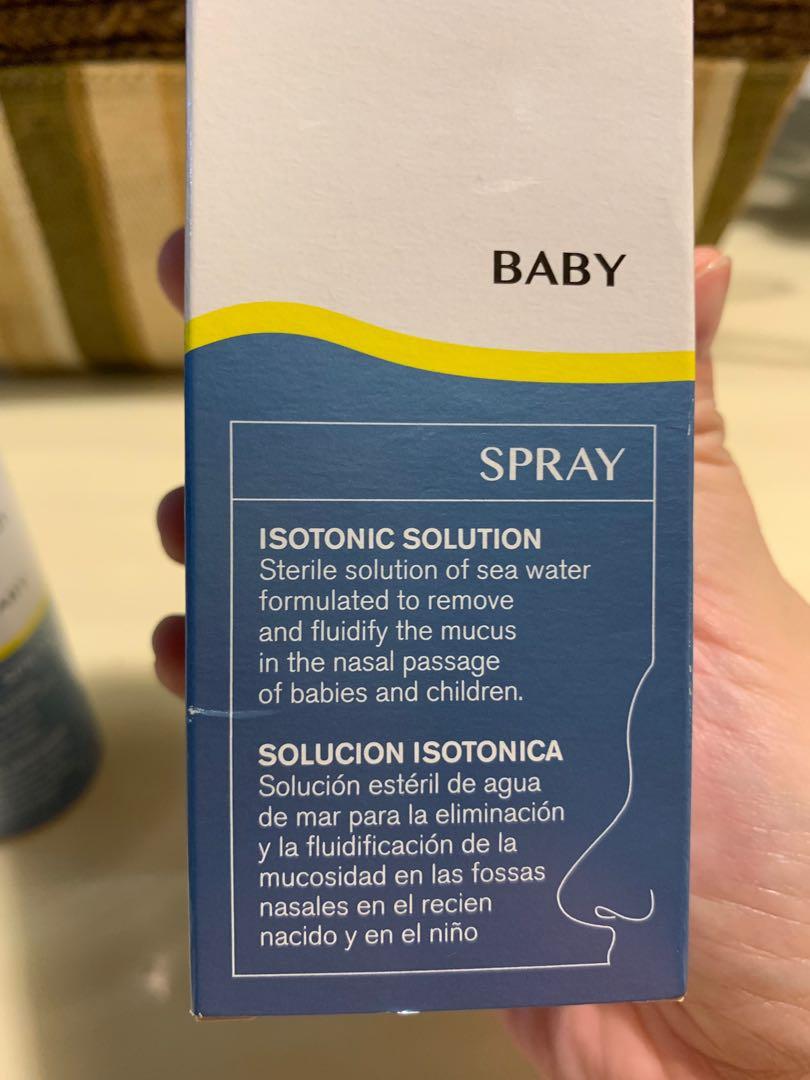 BABY
SPRAY
ISOTONIC SOLUTION
Sterile solution of sea water
formulated to remove
and fluidify the mucus
in the nasal passage
of babies and children.
SOLUCION ISOTONICA
Solución estéril de agua
de mar para la eliminación
y la fluidificación de la
mucosidad en las fossas
nasales en el recien
nacido y en el niño